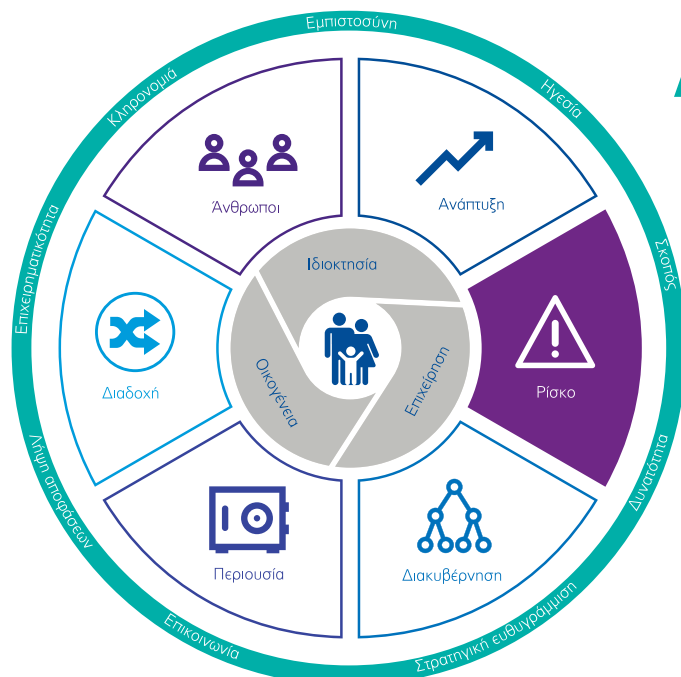 Εμπιστοσύνη
Ηγεσία
Σκοπός
Δυνατότητα
Στρατηγική ευθυγράμμιση
Επικοινωνία
Λήψη αποφάσεων
Επιχειρηματικότητα
Κληρονομιά
Άνθρωποι
Ανάπτυξη
Ρίσκο
Διακυβέρνηση
Περιουσία
Διαδοχή
Ιδιοκτησία
Επιχείρηση
Οικογένεια